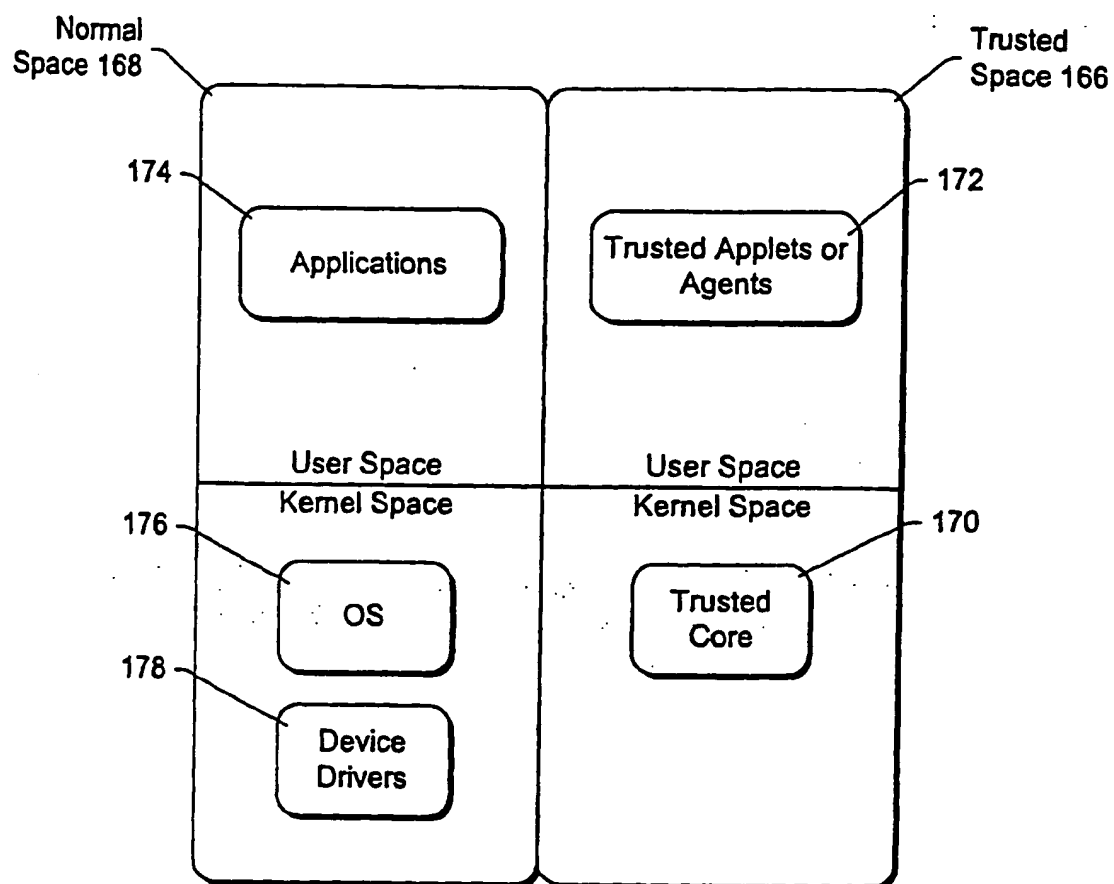 Normal
Space 168
Trusted
Space 166
174
172
Applications
Trusted Applets or
Agents
User Space
User Space
Kernel Space
Kernel Space
176
170
OS
Trusted
Core
178
Device
Drivers